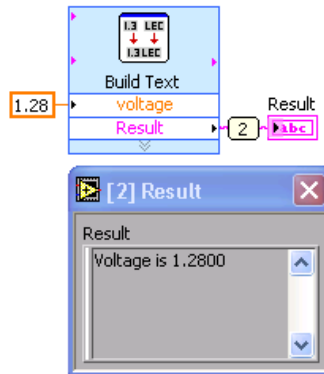 1.3 LEC
1.3LEC
Build Text
1.28
voltage
Result
Result
2
abc
[2] Result
Result
Voltage is 1.2800